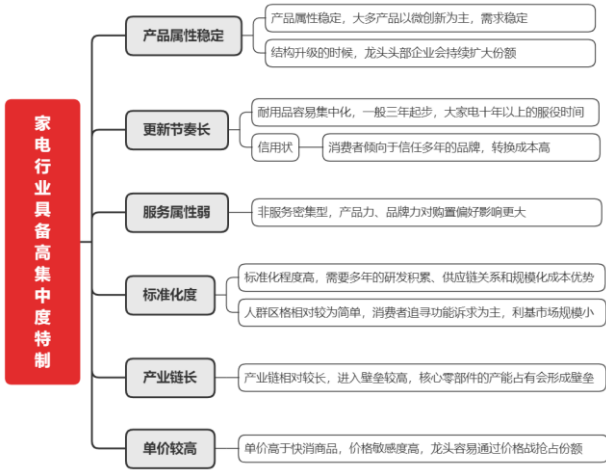 家电行业具备高集中度特制
产品属性稳定
产品属性稳定，大多产品以微创新为主，需求稳定
结构升级的时候，龙头头部企业会持续扩大份额
更新节奏长
耐用品容易集中化，一般三年起步，大家电十年以上的服役时间
信用状
消费者倾向于信任多年的品牌，转换成本高
服务属性弱
非服务密集型，产品力、品牌力对购置偏好影响更大
标准化度
标准化程度高，需要多年的研发积累、供应链关系和规模化成本优势
人群区格相对较为简单，消费者追寻功能诉求为主，利基市场规模小
产业链长
产业链相对较长，进入壁垒较高，核心零部件的产能占有会形成壁垒
单价较高
单价高于快消商品，价格敏感度高，龙头容易通过价格战抢占份额